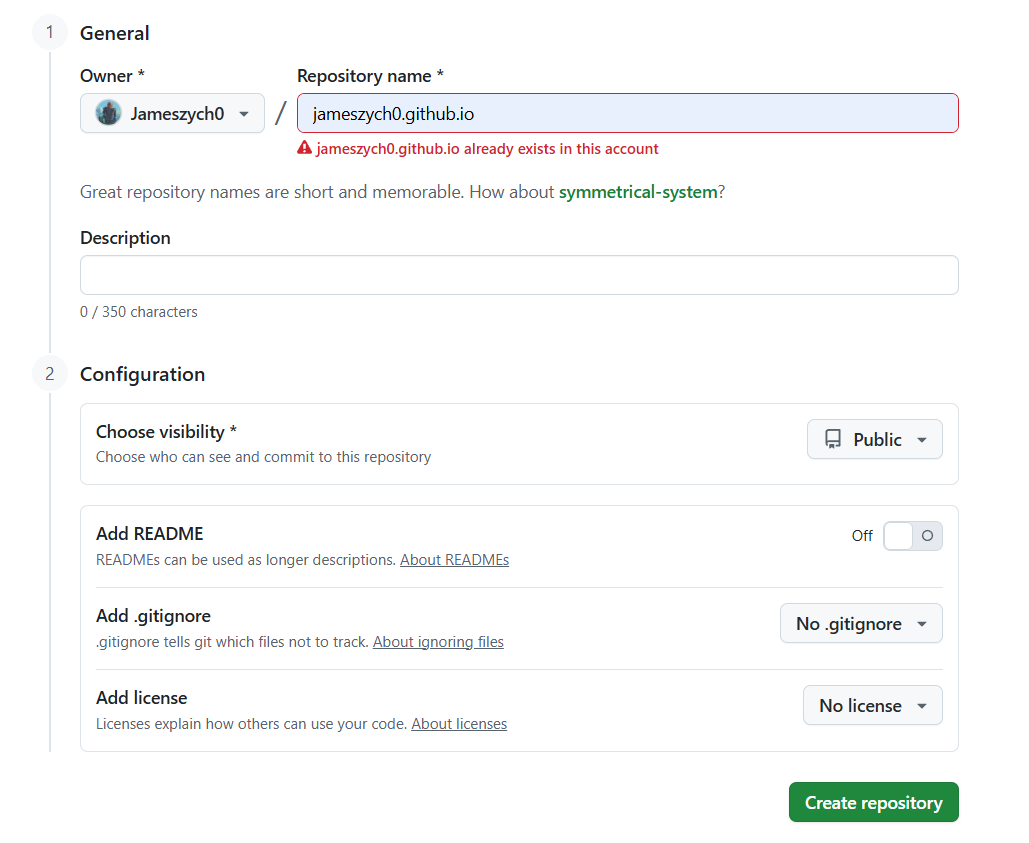 1 General
Owner * Repository name *
Jameszych0 / jameszych0.github.io
jameszych0.github.io already exists in this account
Great repository names are short and memorable. How about symmetrical-system?
Description
0 / 350 characters
2 Configuration
Choose visibility *
Choose who can see and commit to this repository
Public
Add README
READMEs can be used as longer descriptions. About READMEs
Off
Add .gitignore
.gitignore tells git which files not to track. About ignoring files
No .gitignore
Add license
Licenses explain how others can use your code. About licenses
No license
Create repository